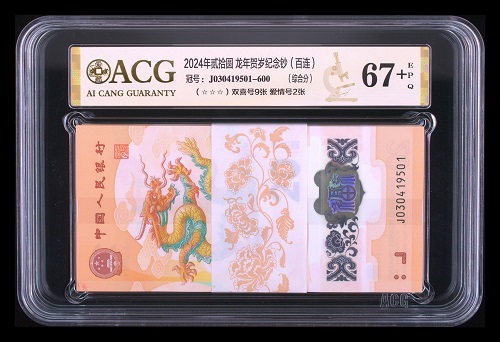 ACG
AI CANG GUARANTY
2024年贰拾圆 龙年贺岁纪念钞（百连）
冠号：J030419501-600 （综合分）
（☆☆☆）双喜号9张 爱情号2张
67+
EPQ
中国人民银行
J030419501
ACG